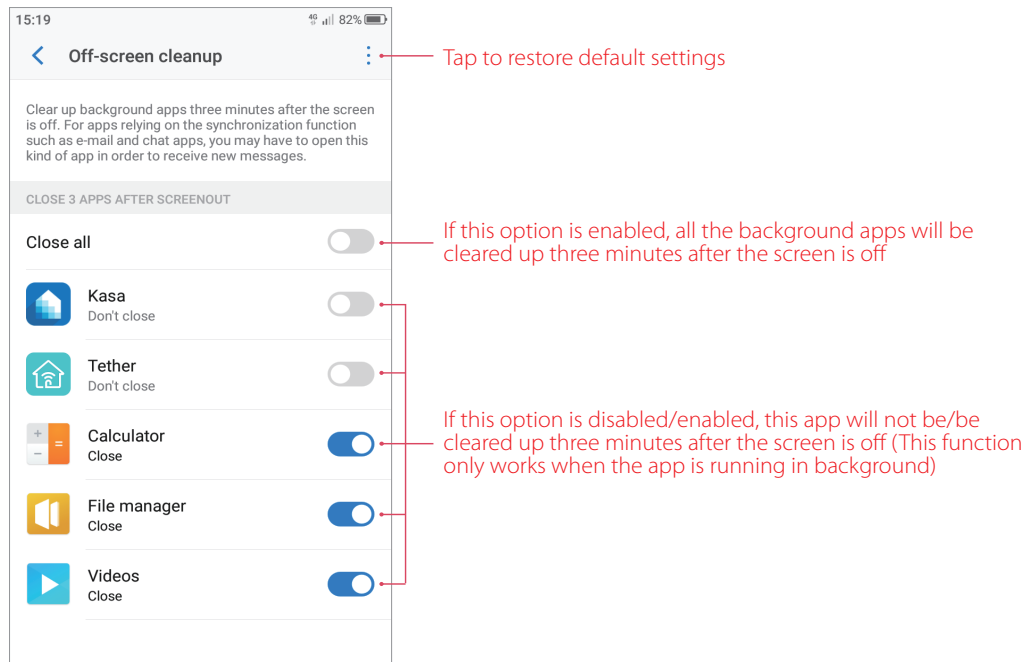 15:19
4G 82%
Off-screen cleanup
Tap to restore default settings
Clear up background apps three minutes after the screen
is off. For apps relying on the synchronization function
such as e-mail and chat apps, you may have to open this
kind of app in order to receive new messages.
CLOSE 3 APPS AFTER SCREENOUT
Close all
If this option is enabled, all the background apps will be
cleared up three minutes after the screen is off
Kasa
Don't close
Tether
Don't close
Calculator
Close
If this option is disabled/enabled, this app will not be/be
cleared up three minutes after the screen is off (This function
only works when the app is running in background)
File manager
Close
Videos
Close